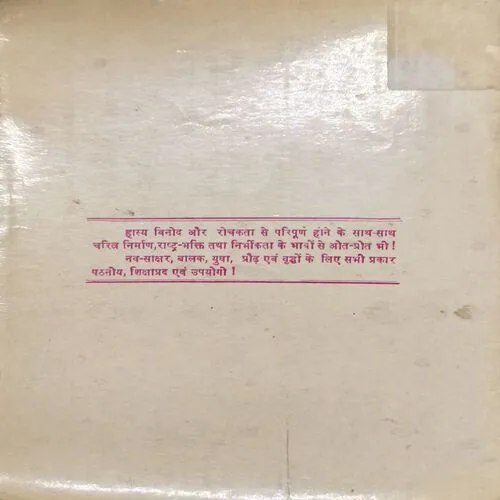 हास्य विनोद और रोचकता से परिपूर्ण होने के साथ-साथ
चरित्र निर्माण, राष्ट्र-भक्ति तथा निर्भीकता के भावों से ओत-प्रोत भी !
नव-साक्षर, बालक, युवा, प्रौढ़ एवं वृद्धों के लिए सभी प्रकार
पठनीय, शिक्षाप्रद एवं उपयोगी !